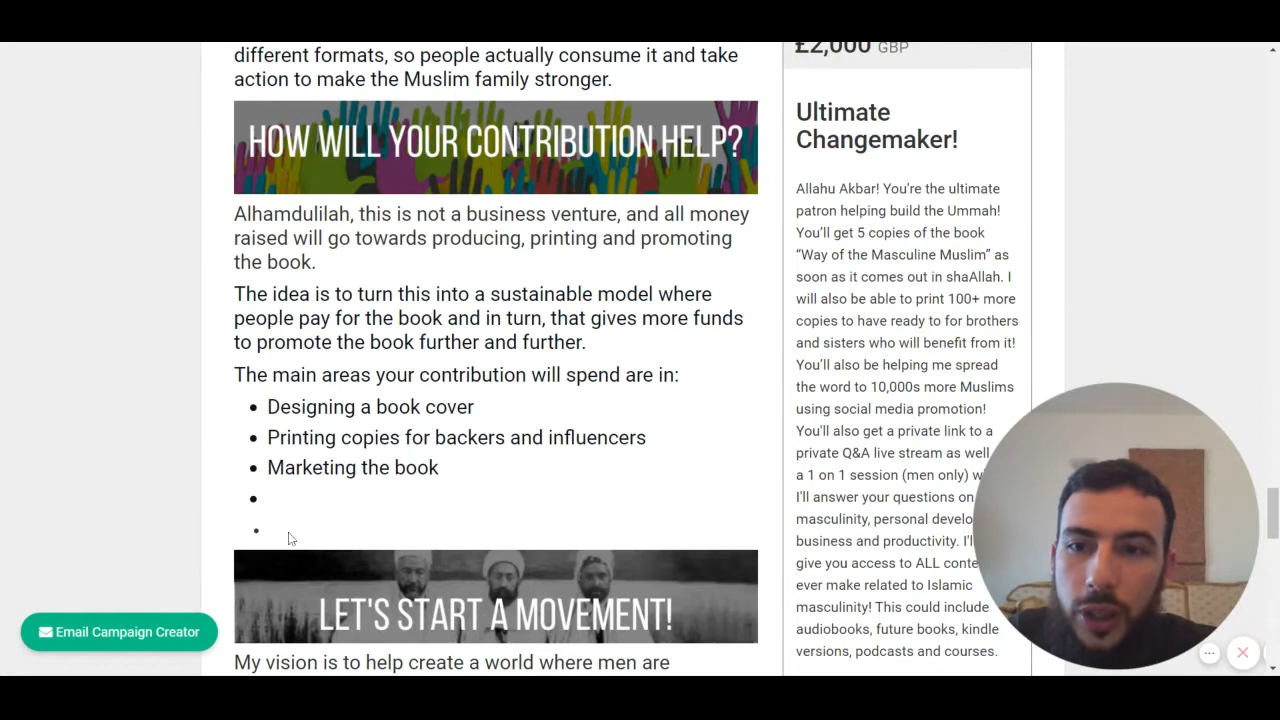 different formats, so people actually consume it and take
action to make the Muslim family stronger.
HOW WILL YOUR CONTRIBUTION HELP?
Alhamdulilah, this is not a business venture, and all money
raised will go towards producing, printing and promoting
the book.
The idea is to turn this into a sustainable model where
people pay for the book and in turn, that gives more funds
to promote the book further and further.
The main areas your contribution will spend are in:
Designing a book cover
Printing copies for backers and influencers
Marketing the book
LET'S START A MOVEMENT!
My vision is to help create a world where men are
Email Campaign Creator
£2,000 GBP
Ultimate
Changemaker!
Allahu Akbar! You're the ultimate
patron helping build the Ummah!
You'll get 5 copies of the book
“Way of the Masculine Muslim” as
soon as it comes out in shaAllah. I
will also be able to print 100+ more
copies to have ready to for brothers
and sisters who will benefit from it!
You'll also be helping me spread
the word to 10,000s more Muslims
using social media promotion!
You'll also get a private link to a
private Q&A live stream as well
a 1 on 1 session (men only)
I'll answer your questions on
masculinity, personal
business and productivity.
give you access to ALL
ever make related to Islamic
masculinity! This could include
audiobooks, future books, kindle
versions, podcasts and courses.